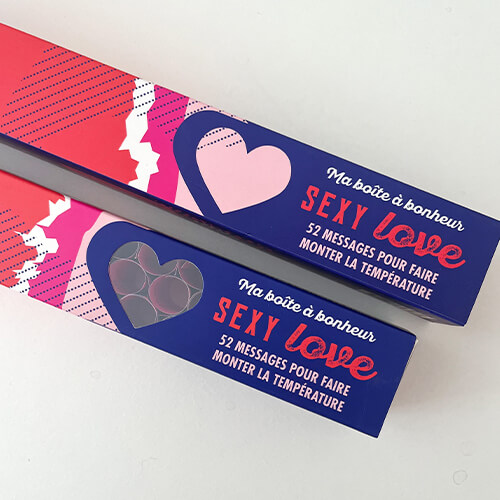 Ma boîte à bonheur
SEXY love
52 MESSAGES POUR FAIRE
MONTER LA TEMPÉRATURE
Ma boîte à bonheur
SEXY love
52 MESSAGES POUR FAIRE
MONTER LA TEMPÉRATURE